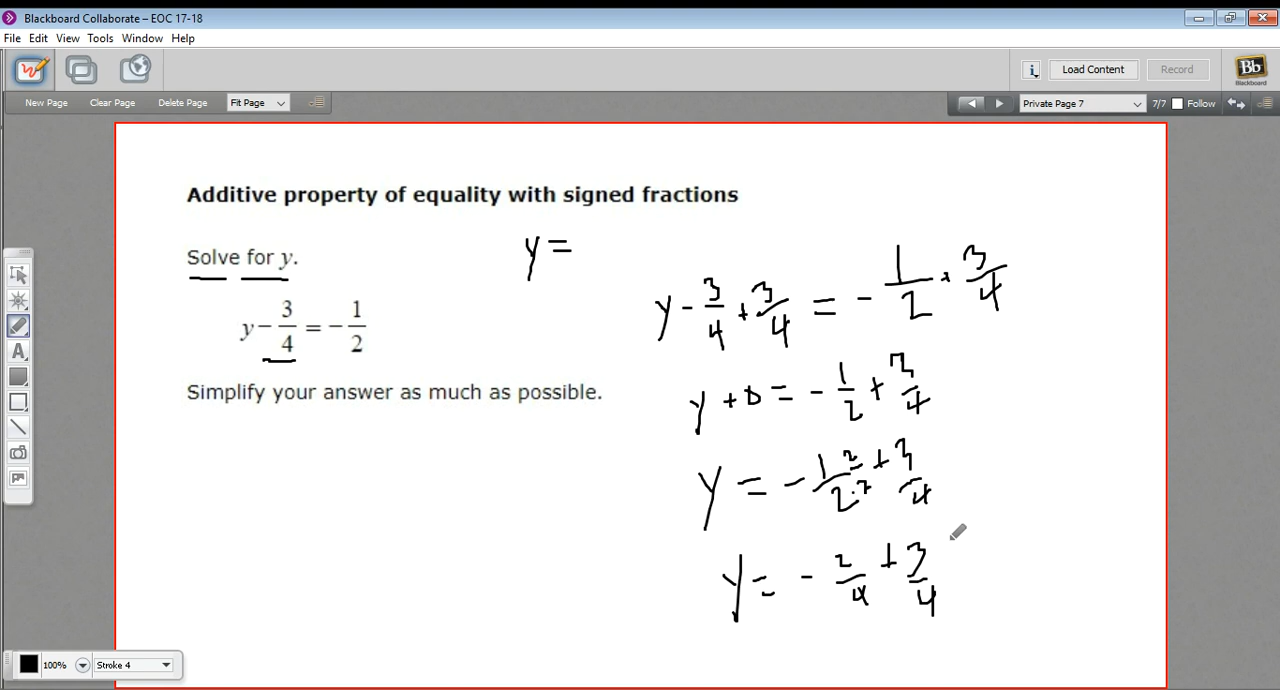 Blackboard Collaborate – EOC 17-18
File Edit View Tools Window Help
i Load Content Record Bb
Blackboard
New Page Clear Page Delete Page Fit Page Private Page 7 7/7 Follow
Additive property of equality with signed fractions
Solve for y.
y - 3/4 = - 1/2
Simplify your answer as much as possible.
y =
y - 3/4 + 3/4 = - 1/2 + 3/4
y + 0 = - 1/2 + 3/4
y = - 1·2/2·2 + 3/4
y = - 2/4 + 3/4
A
100% Stroke 4